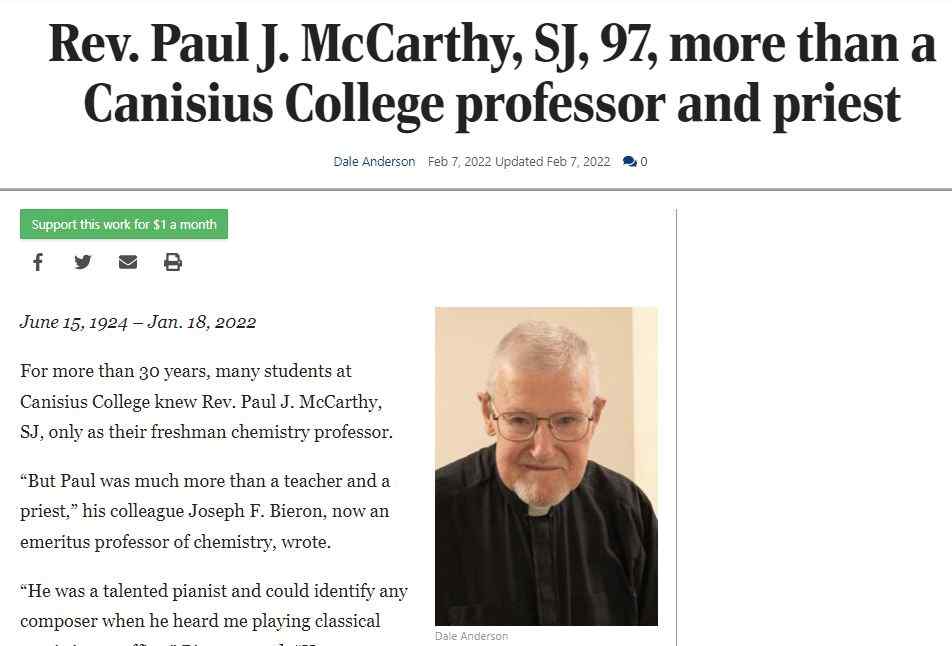 Rev. Paul J. McCarthy, SJ, 97, more than a
Canisius College professor and priest
Dale Anderson Feb 7, 2022 Updated Feb 7, 2022 0
Support this work for $1 a month
June 15, 1924 – Jan. 18, 2022
For more than 30 years, many students at
Canisius College knew Rev. Paul J. McCarthy,
SJ, only as their freshman chemistry professor.
“But Paul was much more than a teacher and a
priest,” his colleague Joseph F. Bieron, now an
emeritus professor of chemistry, wrote.
“He was a talented pianist and could identify any
composer when he heard me playing classical
Dale Anderson